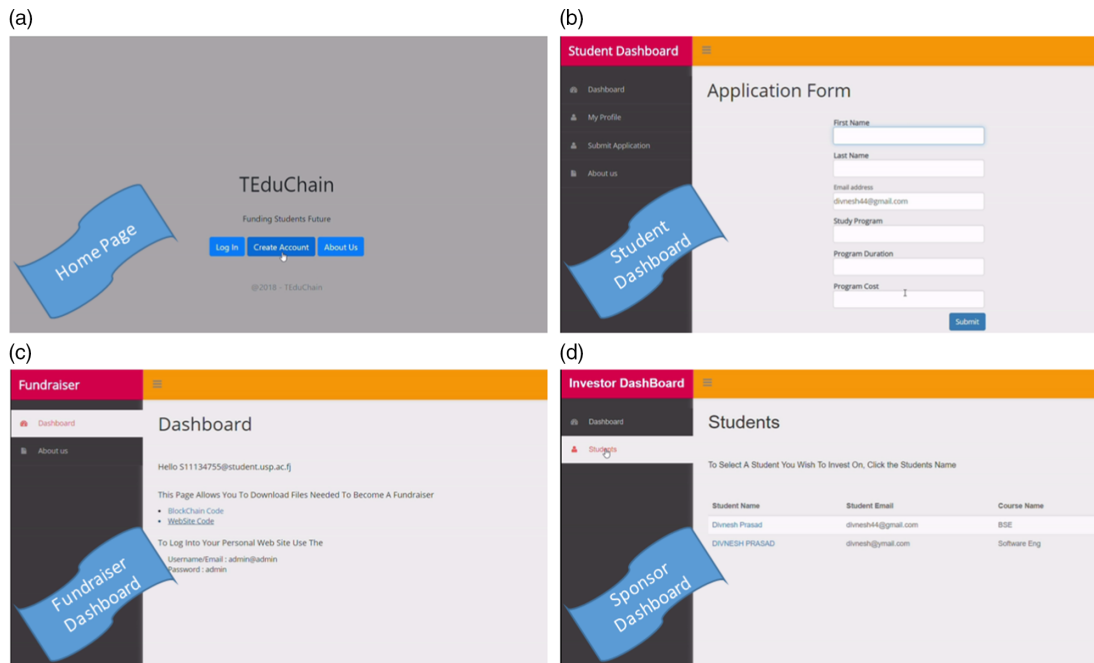 (a)
TEduChain
Funding Students Future
Log In Create Account About Us
@2018 - TEduChain
Home Page
(b)
Student Dashboard
Dashboard
My Profile
Submit Application
About us
Application Form
First Name
Last Name
Email address
divnesh44@gmail.com
Study Program
Program Duration
Program Cost
Submit
Student
Dashboard
(c)
Fundraiser
Dashboard
About us
Dashboard
Hello S11134755@student.usp.ac.fj
This Page Allows You To Download Files Needed To Become A Fundraiser
BlockChain Code
WebSite Code
To Log Into Your Personal Web Site Use The
Username/Email : admin@admin
Password : admin
Fundraiser
Dashboard
(d)
Investor DashBoard
Dashboard
Students
Students
To Select A Student You Wish To Invest On, Click the Students Name
Student Name Student Email Course Name
Divnesh Prasad divnesh44@gmail.com BSE
DIVNESH PRASAD divnesh@ymail.com Software Eng
Sponsor
Dashboard